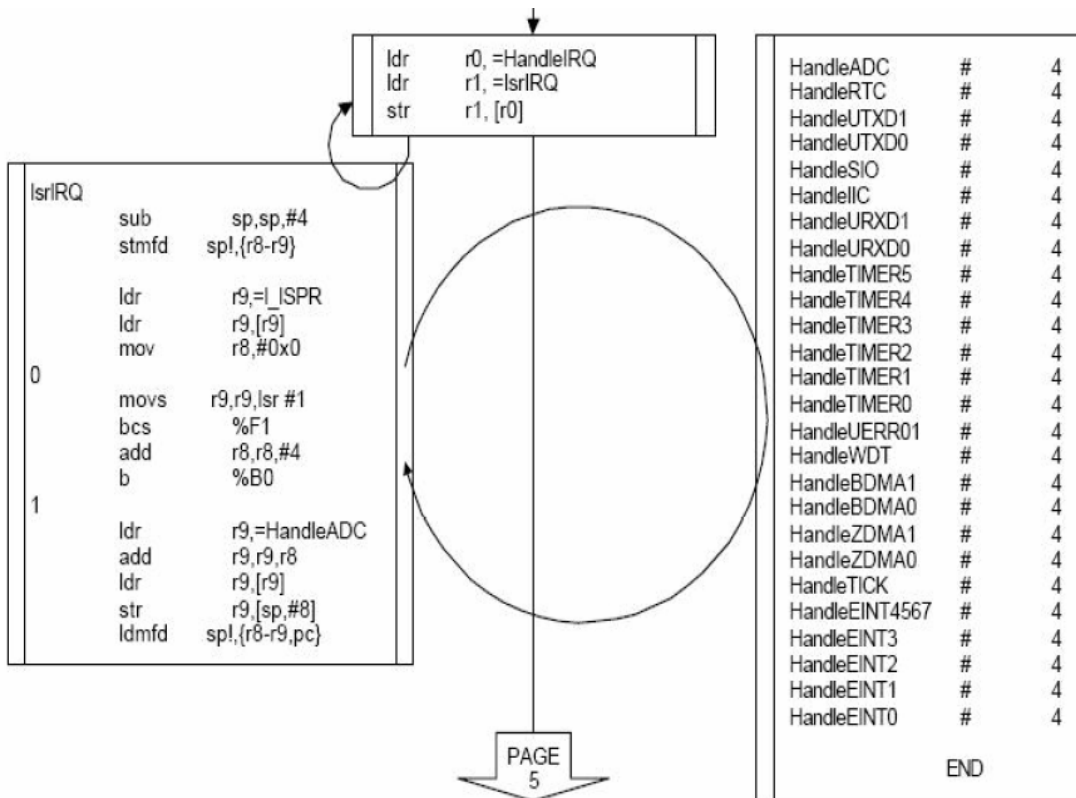 ldr r0, =HandleIRQ
ldr r1, =IsrIRQ
str r1, [r0]
IsrIRQ
sub sp,sp,#4
stmfd sp!,{r8-r9}
ldr r9,=I_ISPR
ldr r9,[r9]
mov r8,#0x0
0
movs r9,r9,lsr #1
bcs %F1
add r8,r8,#4
b %B0
1
ldr r9,=HandleADC
add r9,r9,r8
ldr r9,[r9]
str r9,[sp,#8]
ldmfd sp!,{r8-r9,pc}
HandleADC # 4
HandleRTC # 4
HandleUTXD1 # 4
HandleUTXD0 # 4
HandleSIO # 4
HandleIIC # 4
HandleURXD1 # 4
HandleURXD0 # 4
HandleTIMER5 # 4
HandleTIMER4 # 4
HandleTIMER3 # 4
HandleTIMER2 # 4
HandleTIMER1 # 4
HandleTIMER0 # 4
HandleUERR01 # 4
HandleWDT # 4
HandleBDMA1 # 4
HandleBDMA0 # 4
HandleZDMA1 # 4
HandleZDMA0 # 4
HandleTICK # 4
HandleEINT4567 # 4
HandleEINT3 # 4
HandleEINT2 # 4
HandleEINT1 # 4
HandleEINT0 # 4
END
PAGE
5